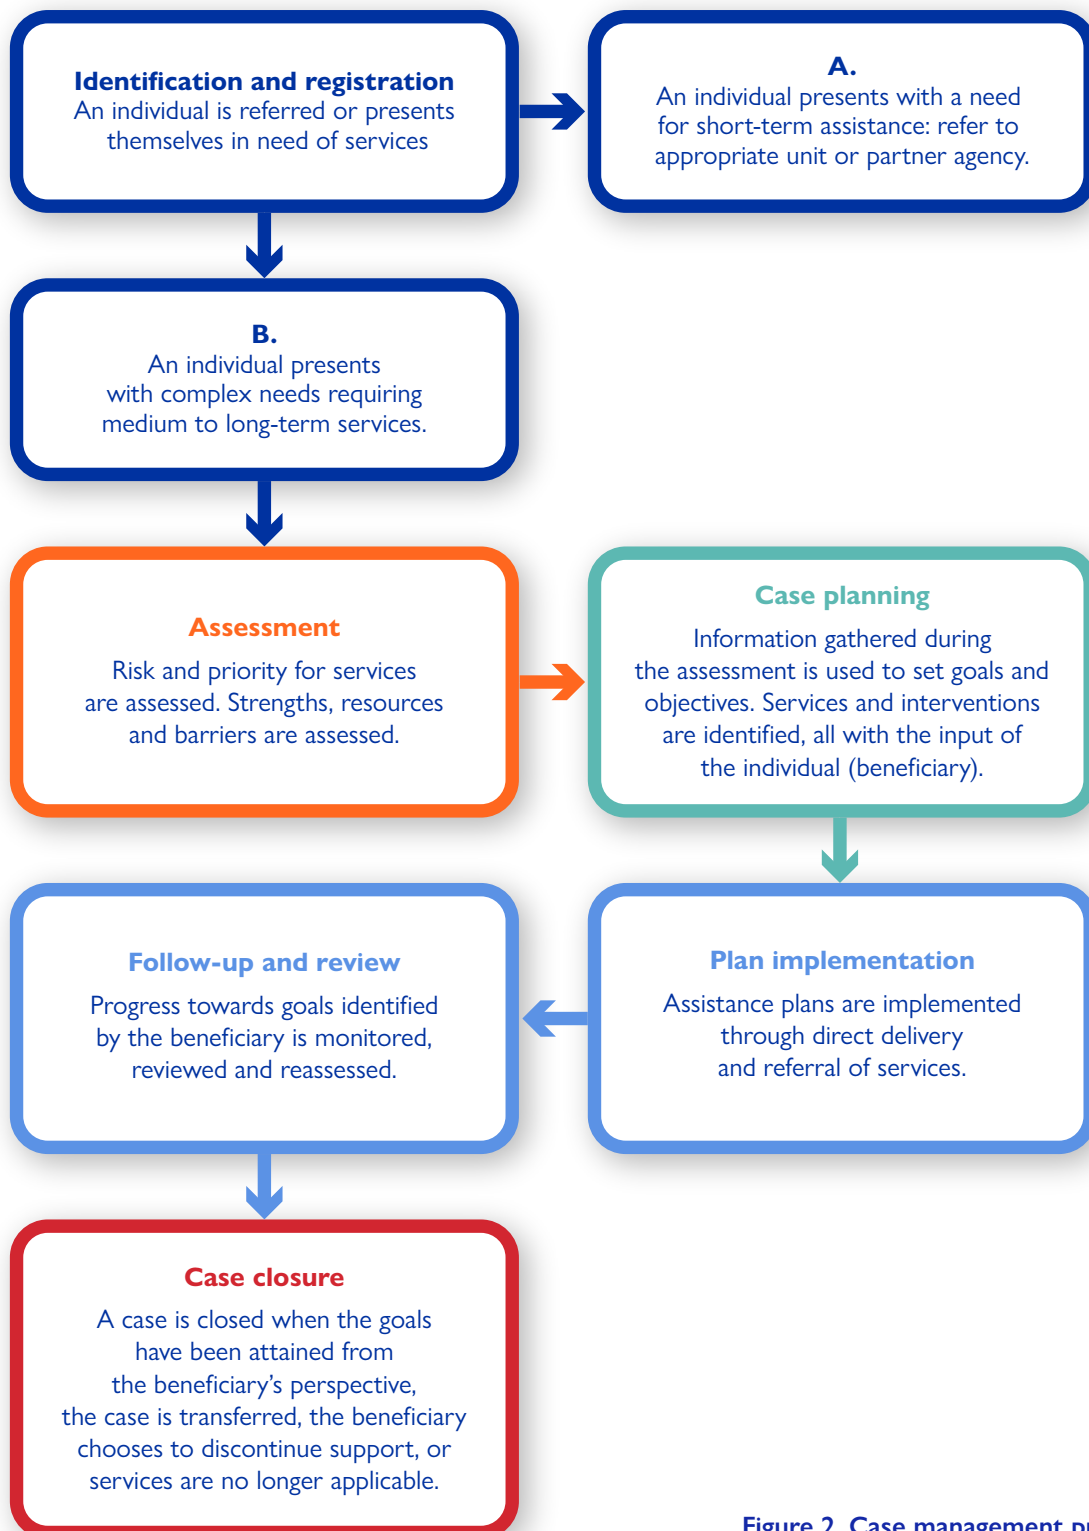 Identification and registration
An individual is referred or presents
themselves in need of services
A.
An individual presents with a need
for short-term assistance: refer to
appropriate unit or partner agency.
B.
An individual presents
with complex needs requiring
medium to long-term services.
Assessment
Risk and priority for services
are assessed. Strengths, resources
and barriers are assessed.
Case planning
Information gathered during
the assessment is used to set goals and
objectives. Services and interventions
are identified, all with the input of
the individual (beneficiary).
Plan implementation
Assistance plans are implemented
through direct delivery
and referral of services.
Follow-up and review
Progress towards goals identified
by the beneficiary is monitored,
reviewed and reassessed.
Case closure
A case is closed when the goals
have been attained from
the beneficiary’s perspective,
the case is transferred, the beneficiary
chooses to discontinue support, or
services are no longer applicable.
Figure 2. Case management